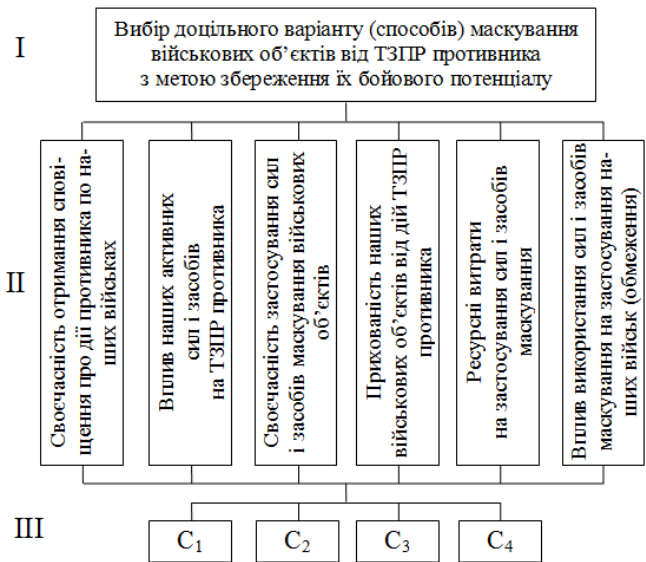 I
Вибір доцільного варіанту (способів) маскування
військових об’єктів від ТЗПР противника
з метою збереження їх бойового потенціалу
II
Своєчасність отримання спові-
щення про дії противника по на-
ших військах
Вплив наших активних
сил і засобів
на ТЗПР противника
Своєчасність застосування сил
і засобів маскування військових
об’єктів
Прихованість наших
військових об’єктів від дій ТЗПР
противника
Ресурсні витрати
на застосування сил і засобів
маскування
Вплив використання сил і засобів
маскування на застосування на-
ших військ (обмеження)
III
C₁
C₂
C₃
C₄